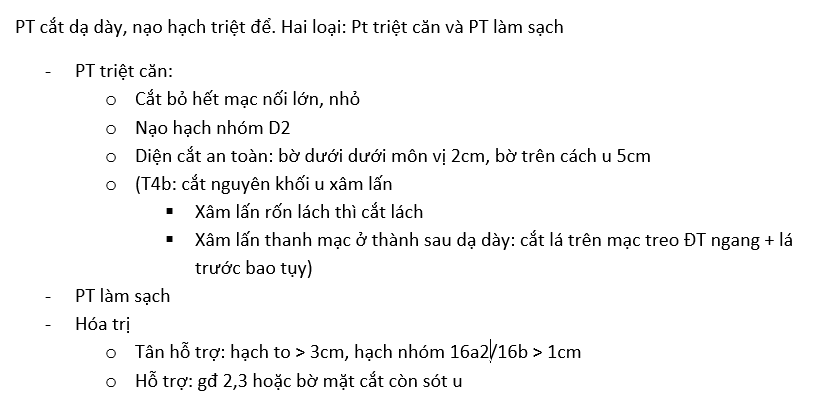 PT cắt dạ dày, nạo hạch triệt để. Hai loại: Pt triệt căn và PT làm sạch
- PT triệt căn:
o Cắt bỏ hết mạc nối lớn, nhỏ
o Nạo hạch nhóm D2
o Diện cắt an toàn: bờ dưới dưới môn vị 2cm, bờ trên cách u 5cm
o (T4b: cắt nguyên khối u xâm lấn
▪ Xâm lấn rốn lách thì cắt lách
▪ Xâm lấn thanh mạc ở thành sau dạ dày: cắt lá trên mạc treo ĐT ngang + lá
trước bao tụy)
- PT làm sạch
- Hóa trị
o Tân hỗ trợ: hạch to > 3cm, hạch nhóm 16a2/16b > 1cm
o Hỗ trợ: gđ 2,3 hoặc bờ mặt cắt còn sót u